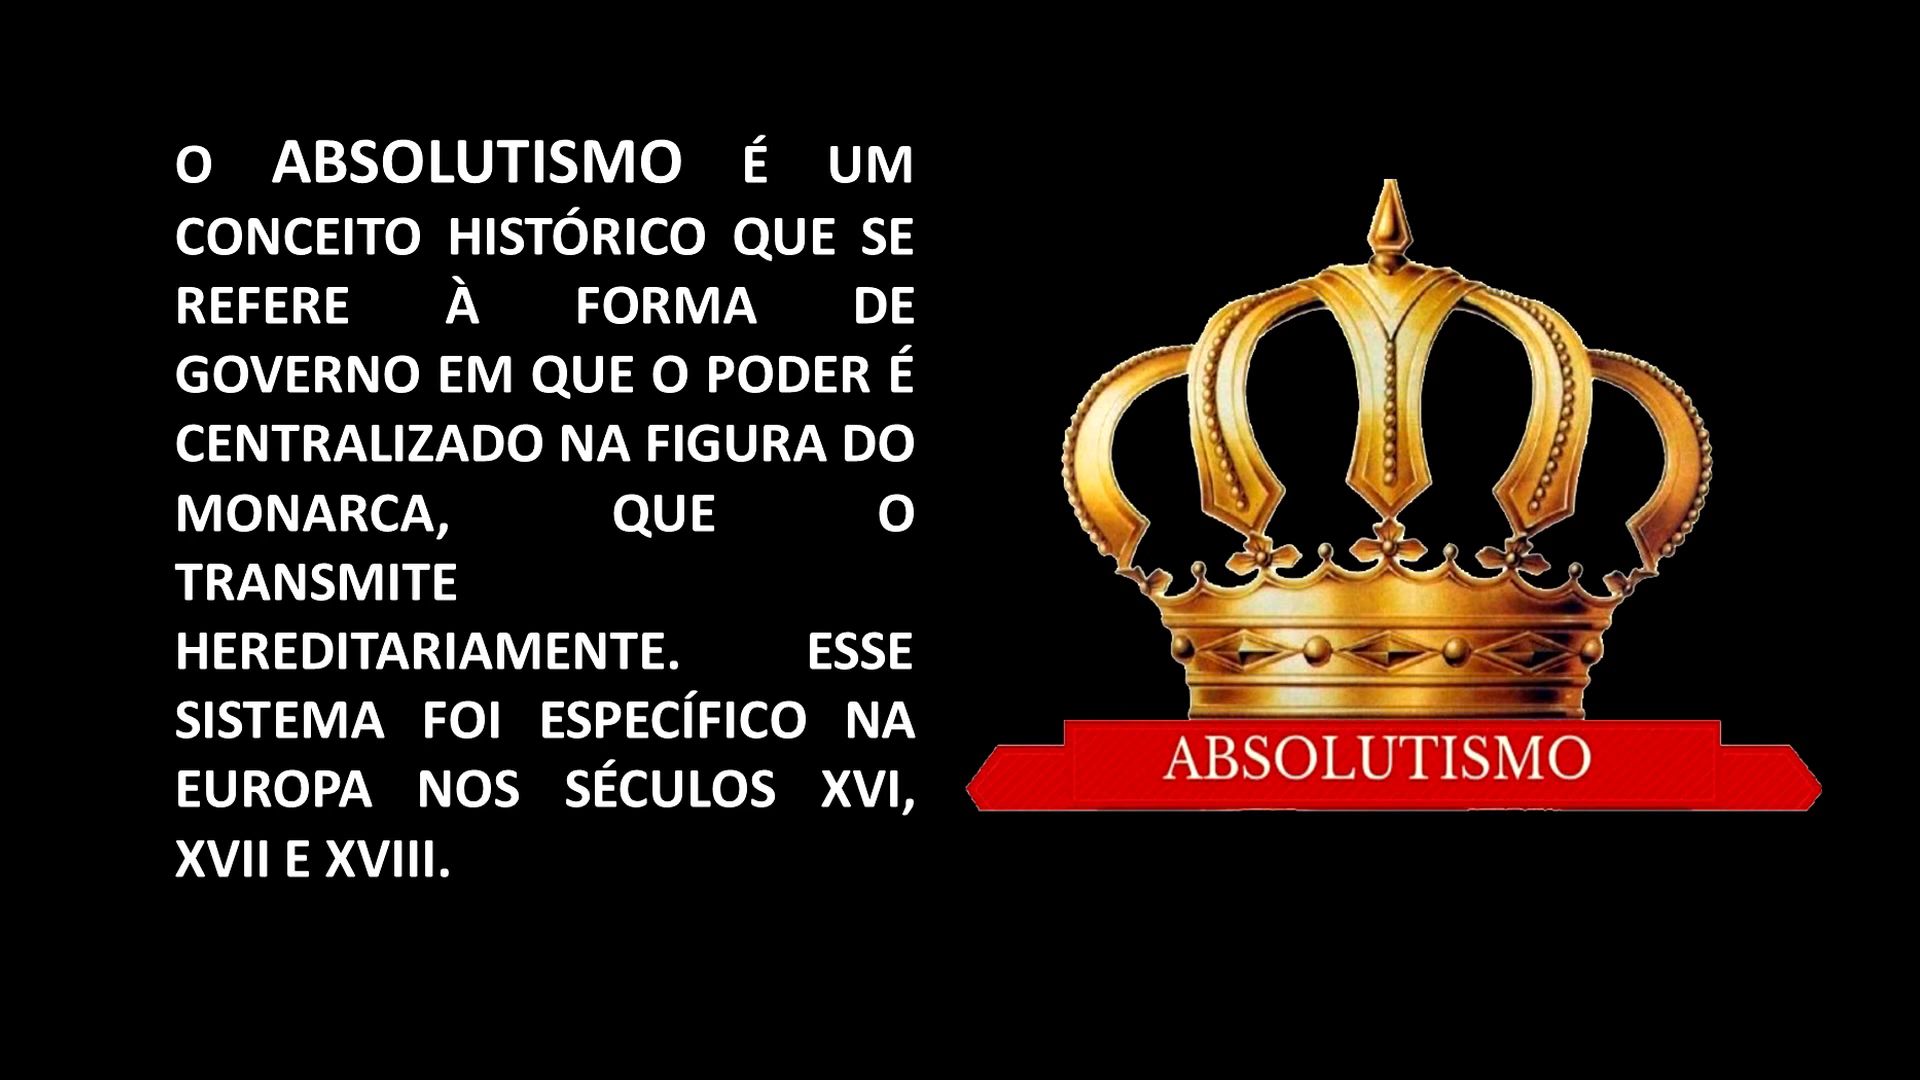 O ABSOLUTISMO É UM
CONCEITO HISTÓRICO QUE SE
REFERE À FORMA DE
GOVERNO EM QUE O PODER É
CENTRALIZADO NA FIGURA DO
MONARCA, QUE O
TRANSMITE
HEREDITARIAMENTE. ESSE
SISTEMA FOI ESPECÍFICO NA
EUROPA NOS SÉCULOS XVI,
XVII E XVIII.
ABSOLUTISMO